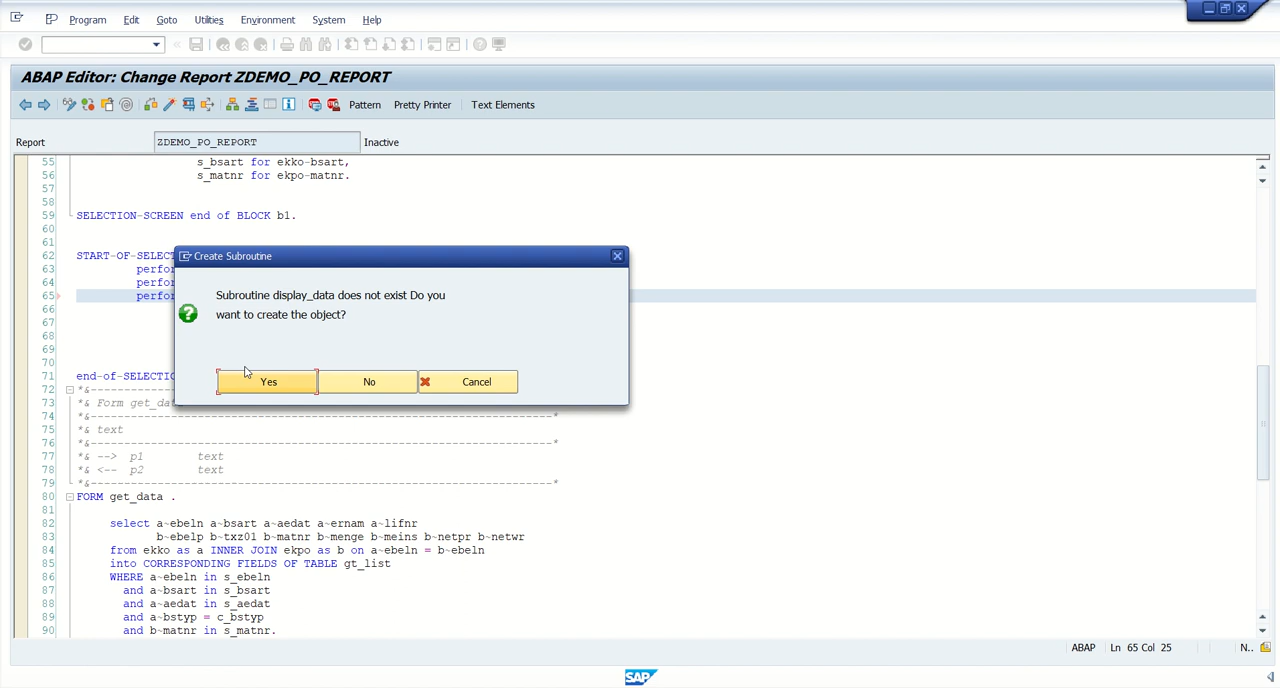 Program Edit Goto Utilities Environment System Help
ABAP Editor: Change Report ZDEMO_PO_REPORT
Pattern Pretty Printer Text Elements
Report ZDEMO_PO_REPORT Inactive
55 s_bsart for ekko-bsart,
56 s_matnr for ekpo-matnr.
57
58
59 SELECTION-SCREEN end of BLOCK b1.
60
61
62 START-OF-SELECT
63 perfor
64 perfor
65 perfor
66
67
68
69
70
71 end-of-SELECTIO
Create Subroutine
Subroutine display_data does not exist Do you
want to create the object?
Yes No Cancel
72 *&---------------------------------------------------------------------*
73 *& Form get_dat
74 *&---------------------------------------------------------------------*
75 *& text
76 *&---------------------------------------------------------------------*
77 *& --> p1 text
78 *& <-- p2 text
79 *&---------------------------------------------------------------------*
80 FORM get_data .
81
82 select a~ebeln a~bsart a~aedat a~ernam a~lifnr
83 b~ebelp b~txz01 b~matnr b~menge b~meins b~netpr b~netwr
84 from ekko as a INNER JOIN ekpo as b on a~ebeln = b~ebeln
85 into CORRESPONDING FIELDS OF TABLE gt_list
86 WHERE a~ebeln in s_ebeln
87 and a~bsart in s_bsart
88 and a~aedat in s_aedat
89 and a~bstyp = c_bstyp
90 and b~matnr in s_matnr.
ABAP Ln 65 Col 25 N..
SAP